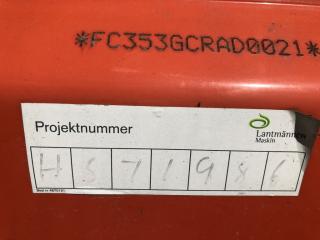 *FC353GCRAD0021*
Projektnummer
Lantmännen
Maskin
H S 7 1 9 8 6